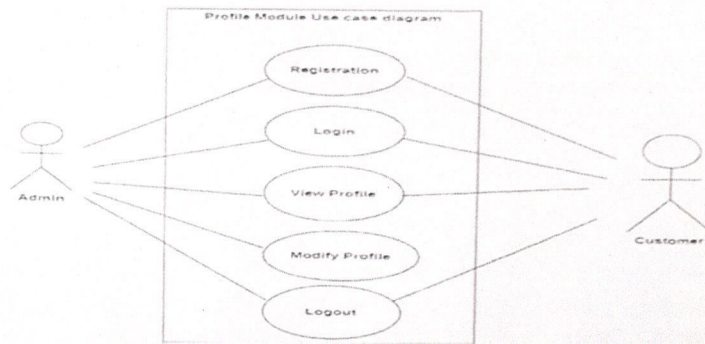 Profile Module Use case diagram
Registration
Login
View Profile
Modify Profile
Logout
Admin
Customer